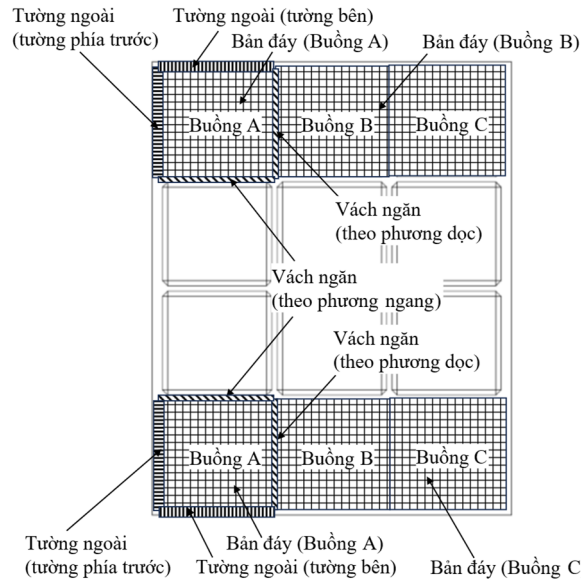 Tường ngoài
(tường phía trước)
Tường ngoài (tường bên)
Bản đáy (Buồng A)
Bản đáy (Buồng B)
Buồng A
Buồng B
Buồng C
Vách ngăn
(theo phương dọc)
Vách ngăn
(theo phương ngang)
Vách ngăn
(theo phương dọc)
Buồng A
Buồng B
Buồng C
Tường ngoài
(tường phía trước)
Bản đáy (Buồng A)
Tường ngoài (tường bên)
Bản đáy (Buồng C